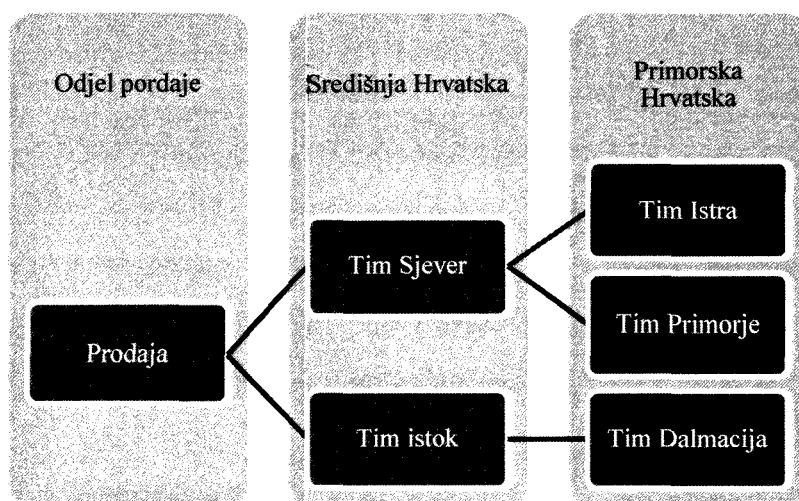 Odjel pordaje
Središnja Hrvatska
Primorska
Hrvatska
Prodaja
Tim Sjever
Tim istok
Tim Istra
Tim Primorje
Tim Dalmacija